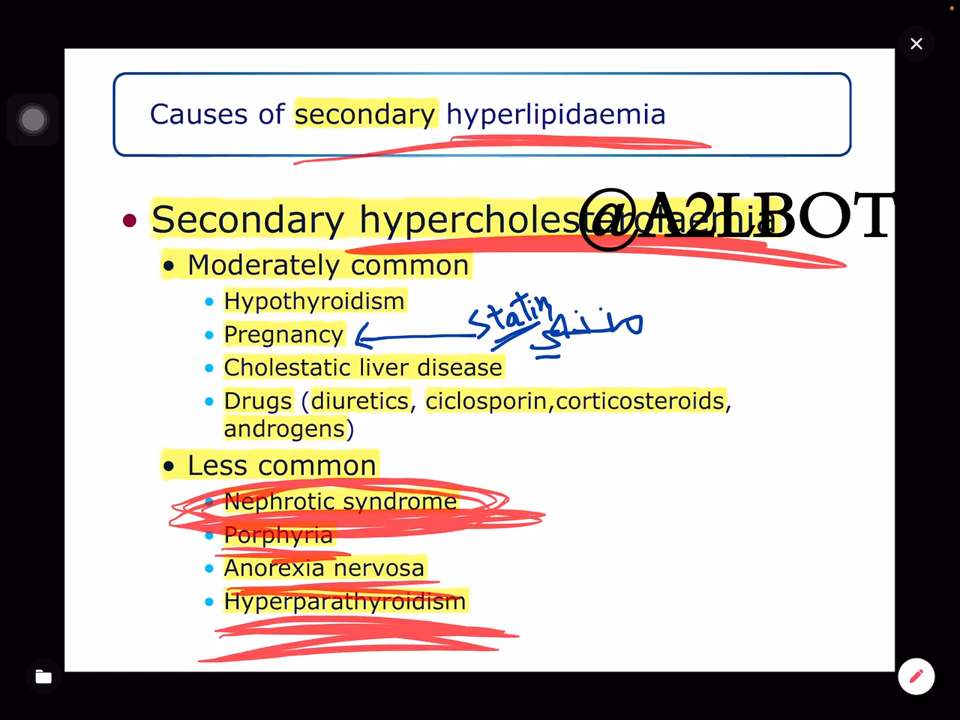 Causes of secondary hyperlipidaemia
@A2LBOT
• Secondary hypercholesterolaemia
• Moderately common
• Hypothyroidism
statin
• Pregnancy
• Cholestatic liver disease
• Drugs (diuretics, ciclosporin,corticosteroids,
androgens)
• Less common
• Nephrotic syndrome
• Porphyria
• Anorexia nervosa
• Hyperparathyroidism